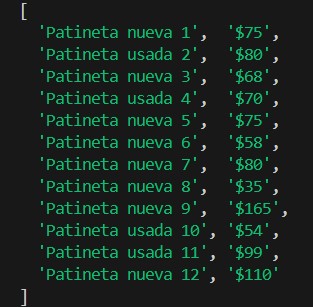 [
'Patineta nueva 1', '$75',
'Patineta usada 2', '$80',
'Patineta nueva 3', '$68',
'Patineta usada 4', '$70',
'Patineta nueva 5', '$75',
'Patineta nueva 6', '$58',
'Patineta nueva 7', '$80',
'Patineta nueva 8', '$35',
'Patineta nueva 9', '$165',
'Patineta usada 10', '$54',
'Patineta usada 11', '$99',
'Patineta nueva 12', '$110'
]